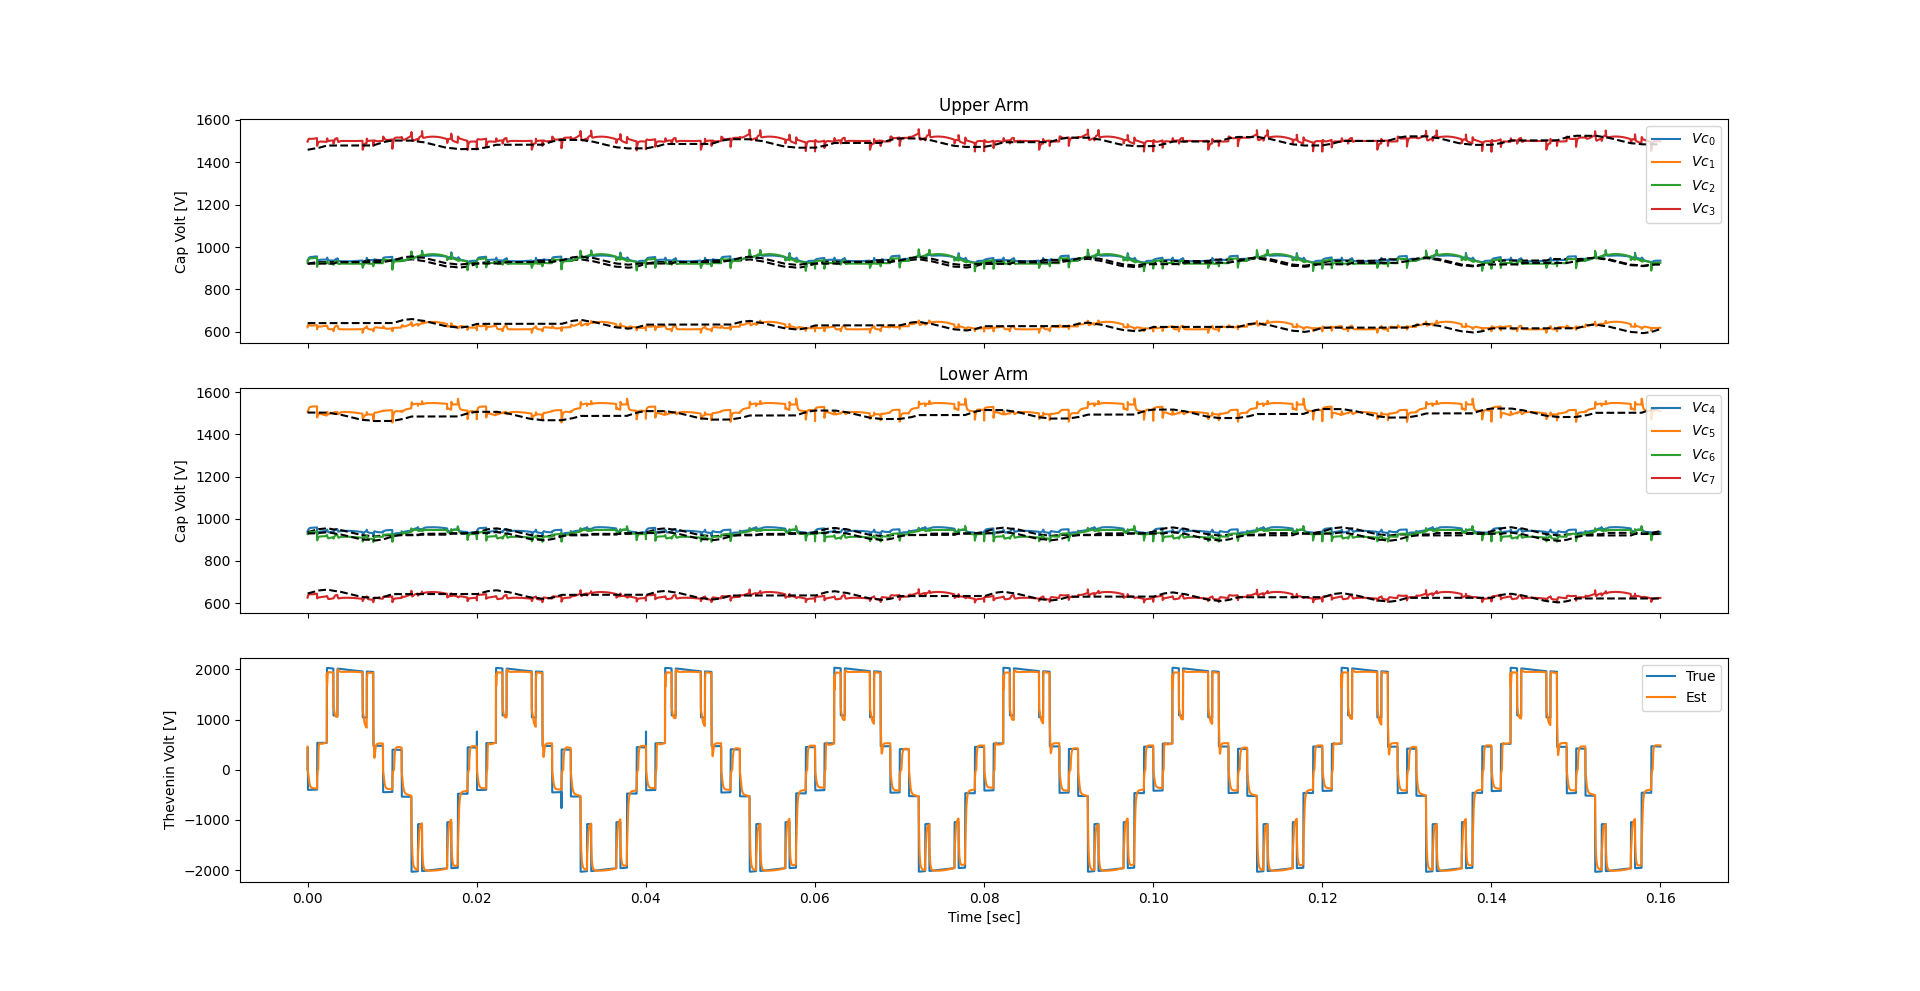 Upper Arm
1600
1400
1200
1000
800
600
Cap Volt [V]
Vc0
Vc1
Vc2
Vc3
Lower Arm
1600
1400
1200
1000
800
600
Cap Volt [V]
Vc4
Vc5
Vc6
Vc7
2000
1000
0
−1000
−2000
Thevenin Volt [V]
True
Est
0.00 0.02 0.04 0.06 0.08 0.10 0.12 0.14 0.16
Time [sec]